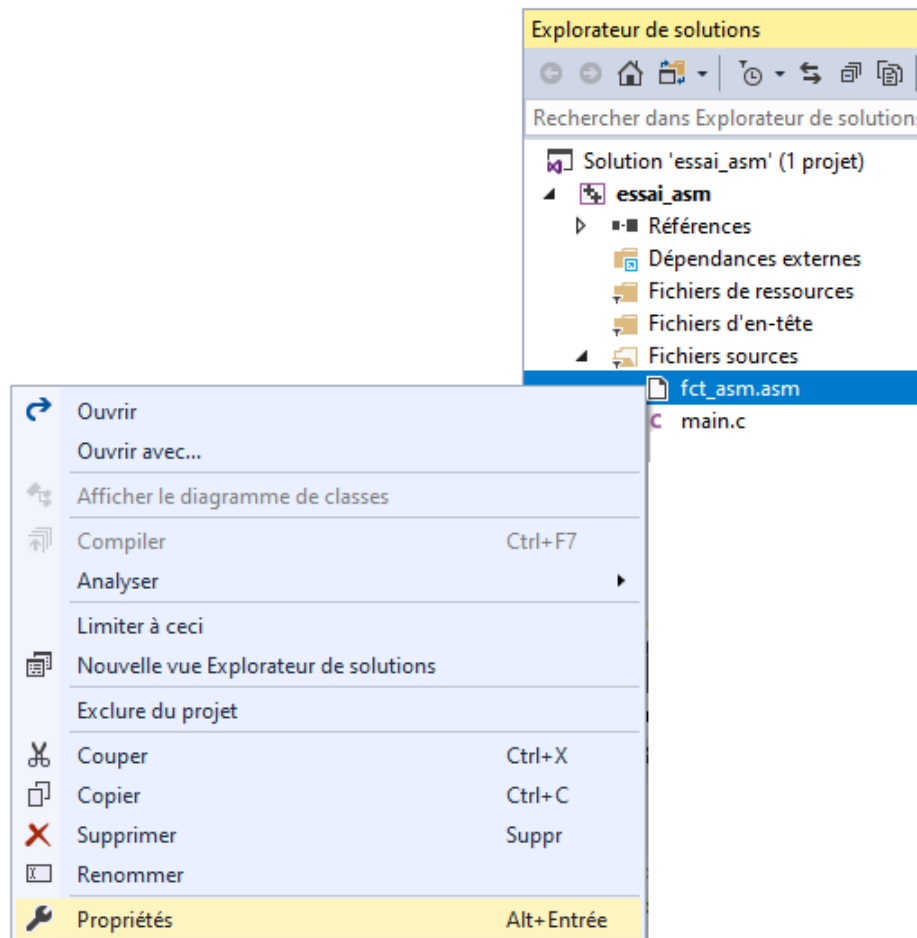 Explorateur de solutions
Rechercher dans Explorateur de solutions
Solution 'essai_asm' (1 projet)
essai_asm
Références
Dépendances externes
Fichiers de ressources
Fichiers d'en-tête
Fichiers sources
fct_asm.asm
main.c
Ouvrir
Ouvrir avec...
Afficher le diagramme de classes
Compiler Ctrl+F7
Analyser
Limiter à ceci
Nouvelle vue Explorateur de solutions
Exclure du projet
Couper Ctrl+X
Copier Ctrl+C
Supprimer Suppr
Renommer
Propriétés Alt+Entrée